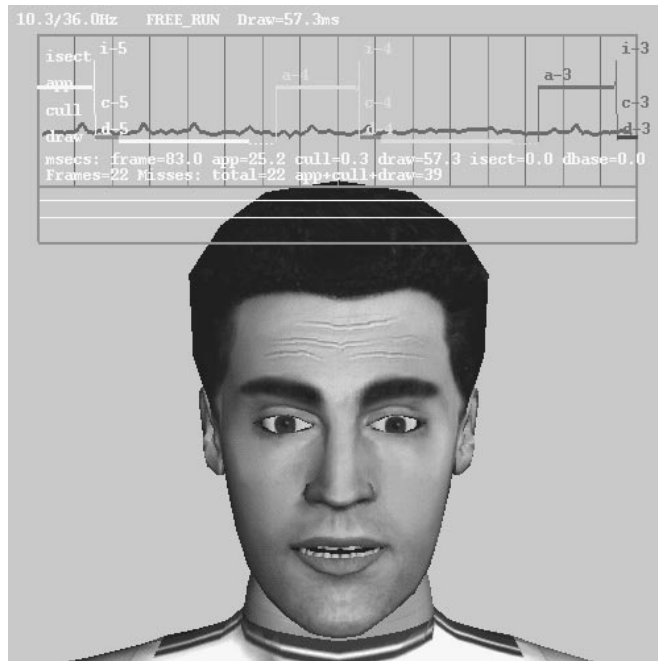 10.3/36.0Hz FREE_RUN Draw=57.3ms
isect i-5 i-4 i-3
app a-4 a-3
cull c-5 c-4 c-3
draw d-5 d-4 d-3
msecs: frame=83.0 app=25.2 cull=0.3 draw=57.3 isect=0.0 dbase=0.0
Frames=22 Misses: total=22 app+cull+draw=39